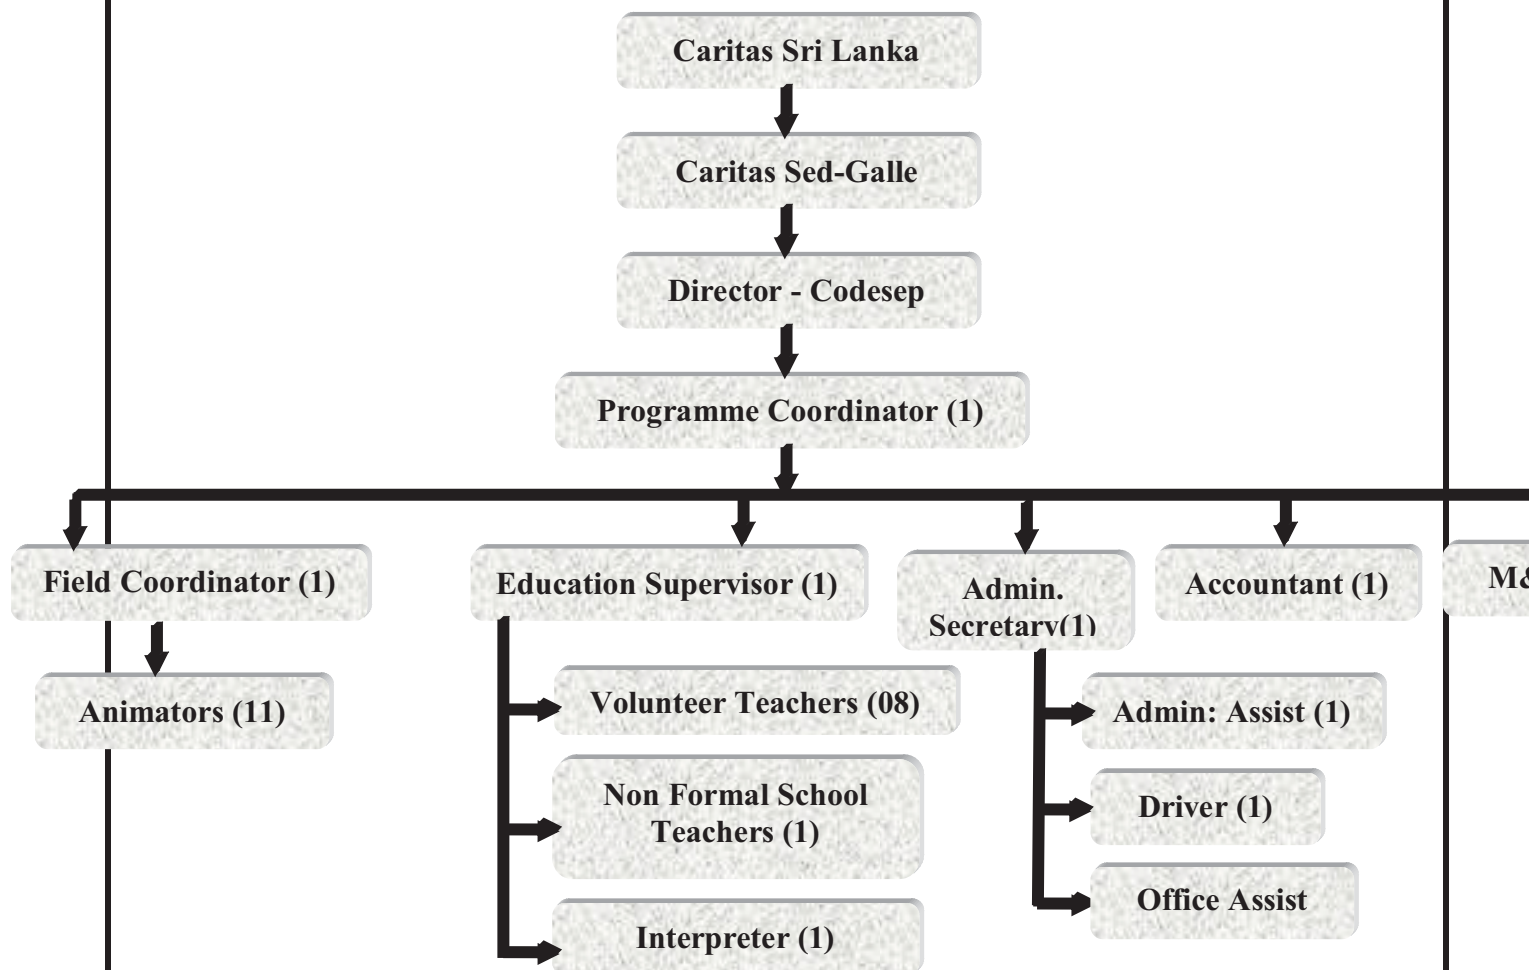 Caritas Sri Lanka
Caritas Sed-Galle
Director - Codesep
Programme Coordinator (1)
Field Coordinator (1)
Education Supervisor (1)
Admin.
Secretary(1)
Accountant (1)
M&
Animators (11)
Volunteer Teachers (08)
Non Formal School
Teachers (1)
Interpreter (1)
Admin: Assist (1)
Driver (1)
Office Assist